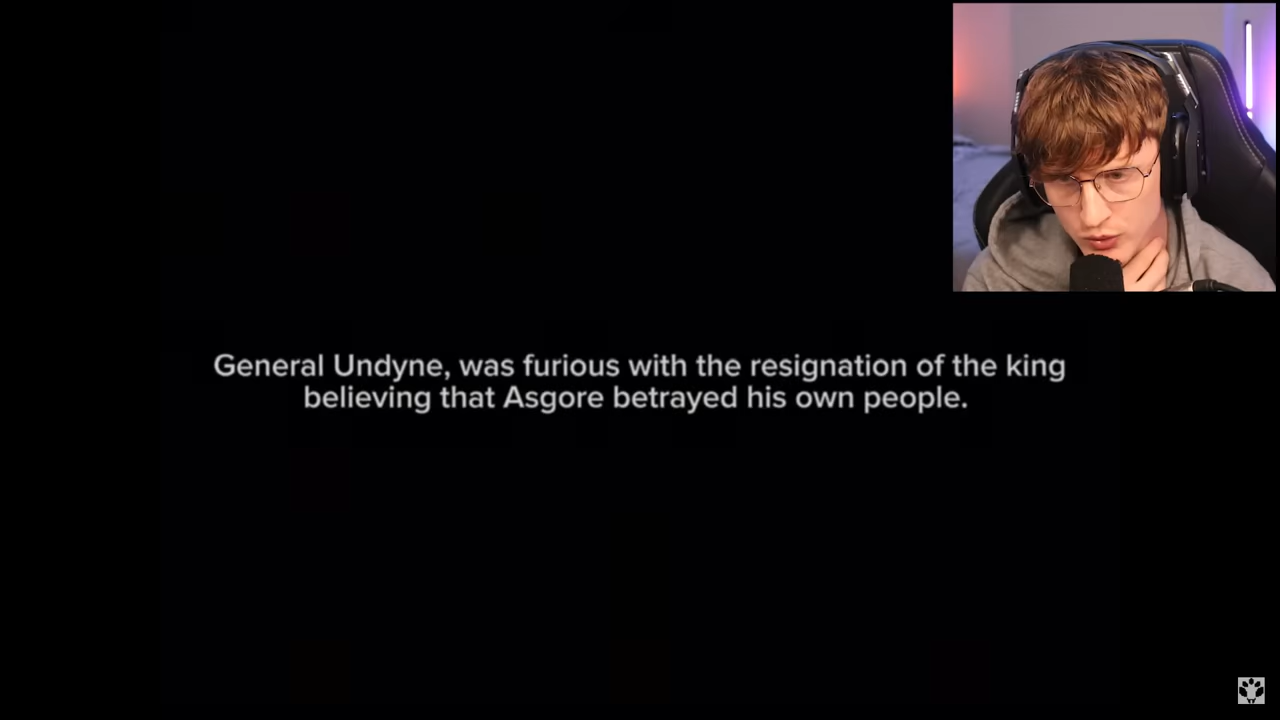 General Undyne, was furious with the resignation of the king
believing that Asgore betrayed his own people.